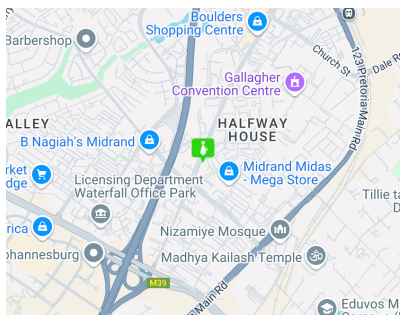 Boulders
Shopping Centre
Barbershop
Church St
123 Pretoria Main Rd
Dale Ro
Gallagher
Convention Centre
ALLEY
HALFWAY
HOUSE
B Nagiah's Midrand
rket
dge
Midrand Midas
- Mega Store
Licensing Department
Waterfall Office Park
Tillie ta
rica
Nizamiye Mosque
ohannesburg
Madhya Kailash Temple
M39
Main Rd
Eduvos M